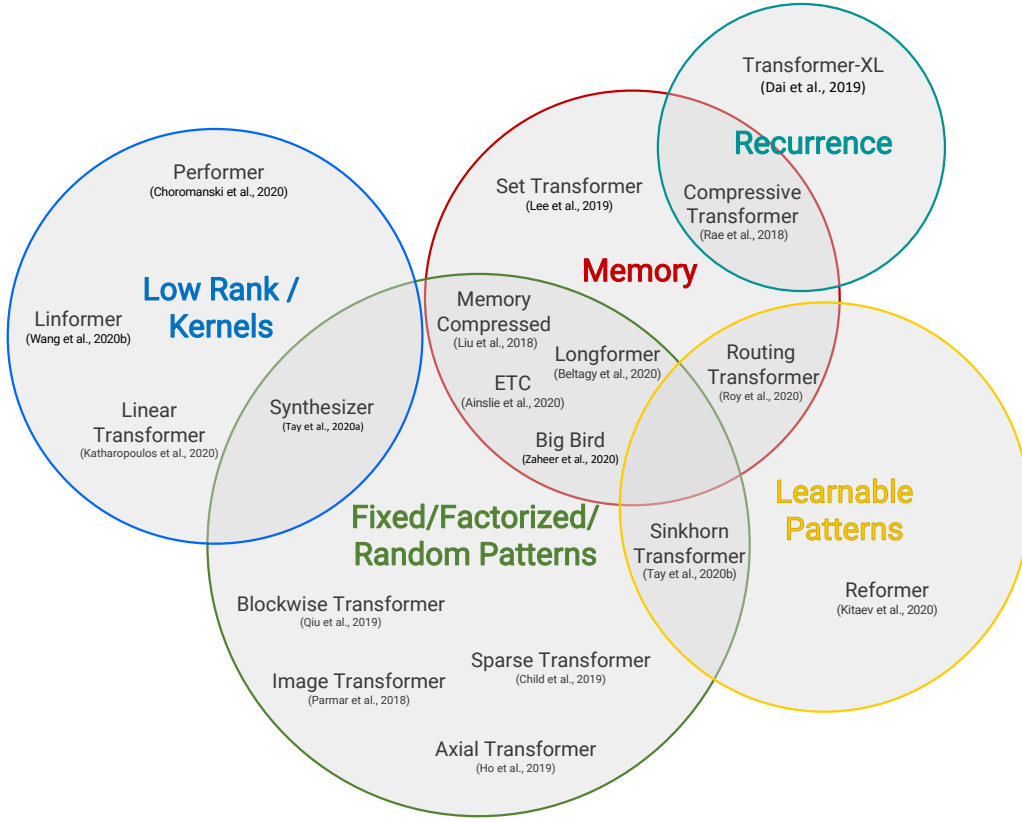 Transformer-XL
(Dai et al., 2019)
Recurrence
Compressive
Transformer
(Rae et al., 2018)
Performer
(Choromanski et al., 2020)
Low Rank /
Kernels
Linformer
(Wang et al., 2020b)
Linear
Transformer
(Katharopoulos et al., 2020)
Synthesizer
(Tay et al., 2020a)
Set Transformer
(Lee et al., 2019)
Memory
Memory
Compressed
(Liu et al., 2018)
Longformer
(Beltagy et al., 2020)
ETC
(Ainslie et al., 2020)
Big Bird
(Zaheer et al., 2020)
Routing
Transformer
(Roy et al., 2020)
Learnable
Patterns
Sinkhorn
Transformer
(Tay et al., 2020b)
Reformer
(Kitaev et al., 2020)
Fixed/Factorized/
Random Patterns
Blockwise Transformer
(Qiu et al., 2019)
Sparse Transformer
(Child et al., 2019)
Image Transformer
(Parmar et al., 2018)
Axial Transformer
(Ho et al., 2019)